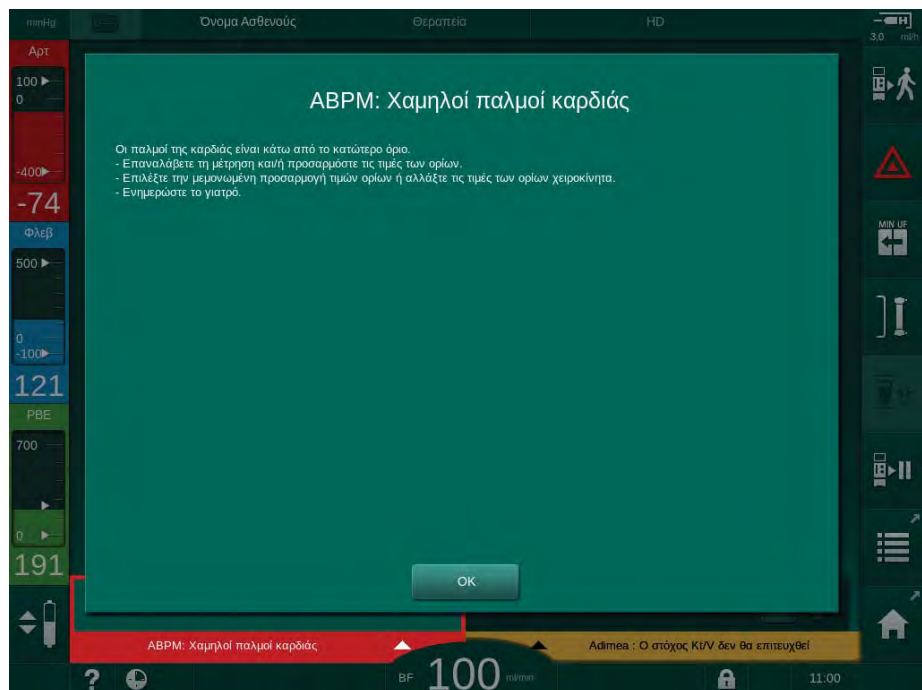 mmHg
Όνομα Ασθενούς
Θεραπεία
HD
3,0 ml/h
Αρτ
100
0
-400
-74
Φλεβ
500
0
-100
121
PBE
700
0
191
ABPM: Χαμηλοί παλμοί καρδιάς
Οι παλμοί της καρδιάς είναι κάτω από το κατώτερο όριο.
- Επαναλάβετε τη μέτρηση και/ή προσαρμόστε τις τιμές των ορίων.
- Επιλέξτε την μεμονωμένη προσαρμογή τιμών ορίων ή αλλάξτε τις τιμές των ορίων χειροκίνητα.
- Ενημερώστε το γιατρό.
OK
MIN UF
ABPM: Χαμηλοί παλμοί καρδιάς
Adimea : Ο στόχος Kt/V δεν θα επιτευχθεί
?
BF 100 ml/min
11:00